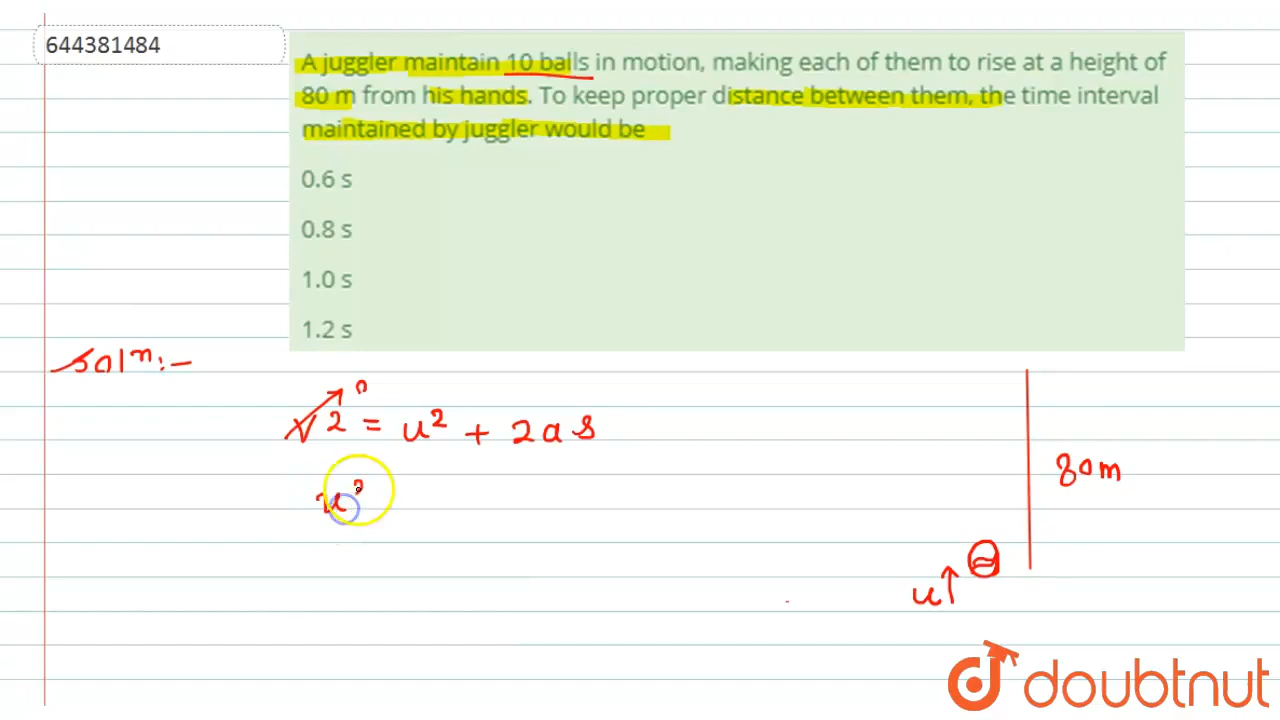 644381484
A juggler maintain 10 balls in motion, making each of them to rise at a height of
80 m from his hands. To keep proper distance between them, the time interval
maintained by juggler would be
0.6 s
0.8 s
1.0 s
1.2 s
Soln:-
0
v2 = u2 + 2as
u2
80m
u
doubtnut